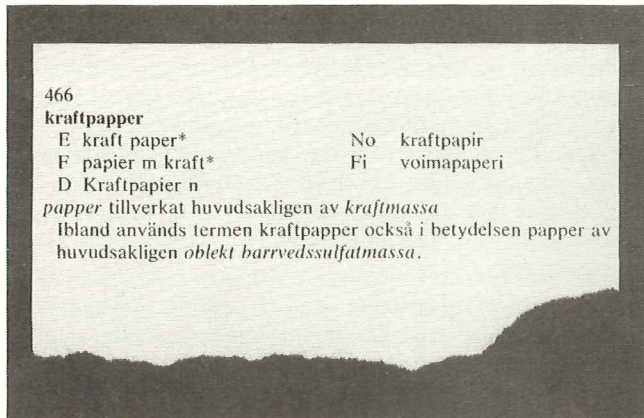 466
kraftpapper
E kraft paper* No kraftpapir
F papier m kraft* Fi voimapaperi
D Kraftpapier n
papper tillverkat huvudsakligen av kraftmassa
Ibland används termen kraftpapper också i betydelsen papper av
huvudsakligen oblekt barrvedssulfatmassa.